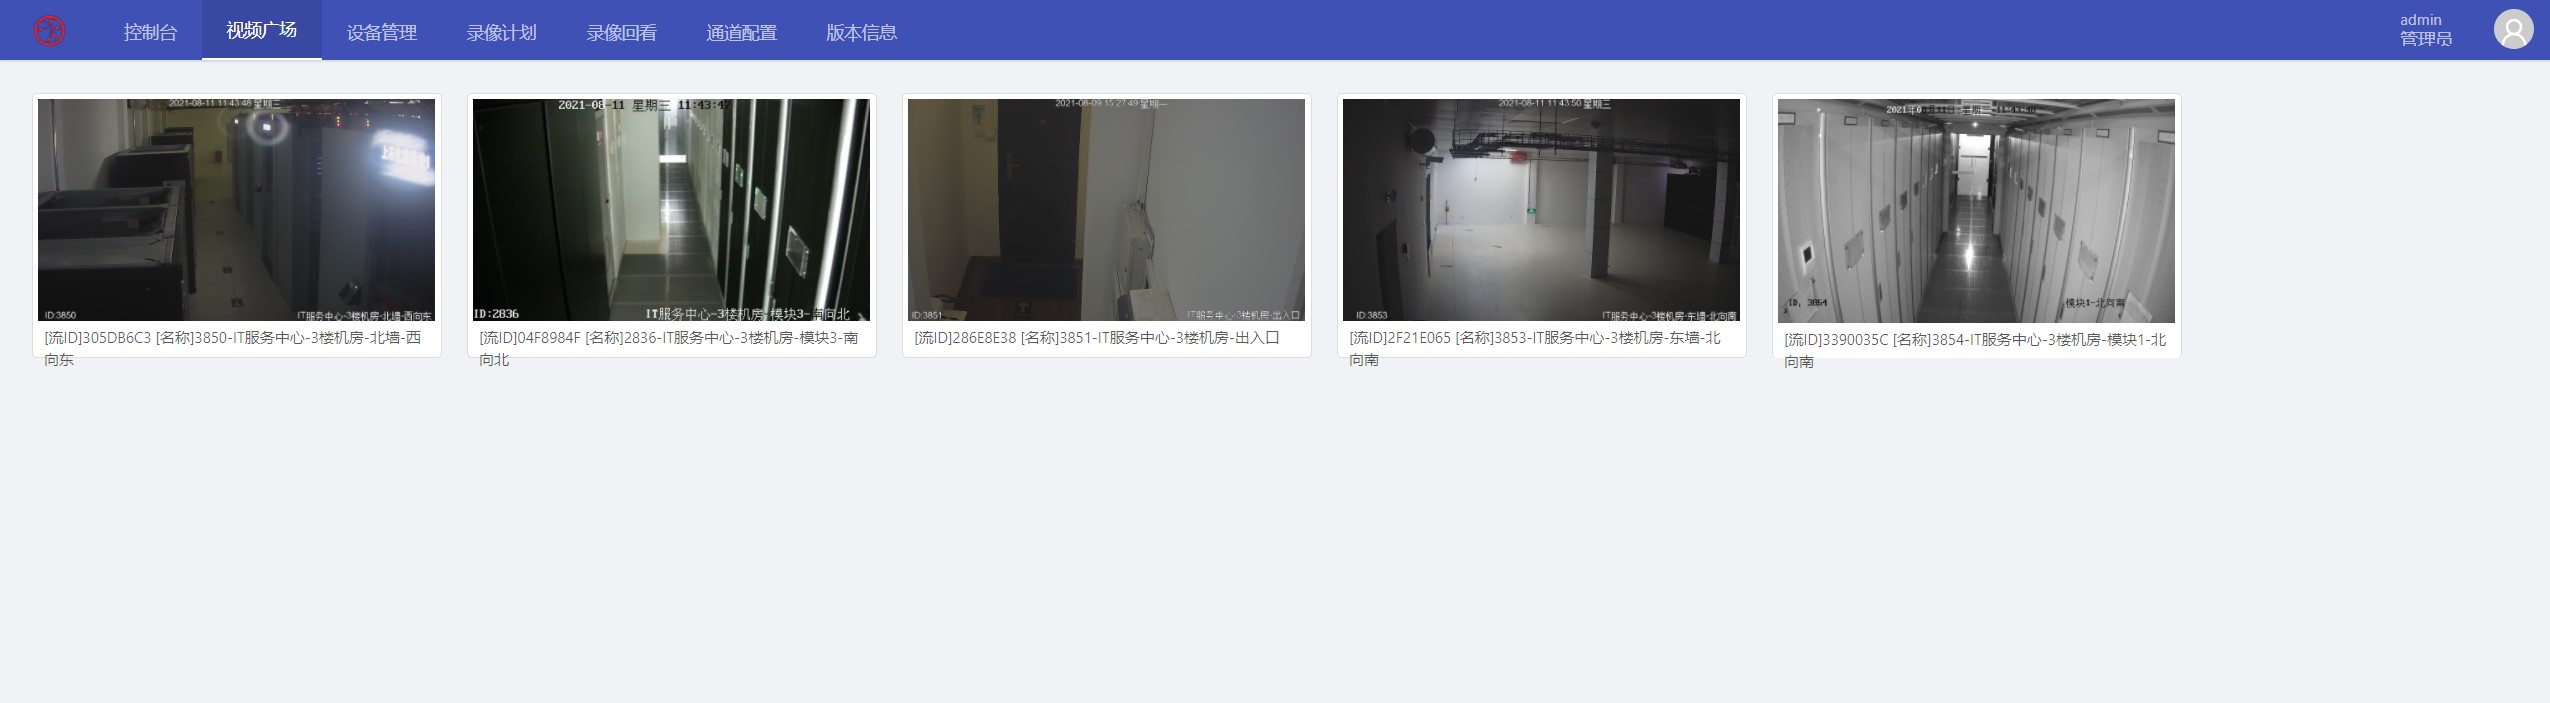 控制台
视频广场
设备管理
录像计划
录像回看
通道配置
版本信息
admin
管理员
2021-08-11 11:43:48 星期三
ID:3850
IT服务中心-3楼机房-北墙-西向东
[流ID]305DB6C3 [名称]3850-IT服务中心-3楼机房-北墙-西
向东
2021-08-11 星期三 11:43:47
ID:2836
IT服务中心-3楼机房-模块3-南向北
[流ID]04F8984F [名称]2836-IT服务中心-3楼机房-模块3-南
向北
2021-08-09 15:27:49 星期一
ID:3851
IT服务中心-3楼机房-出入口
[流ID]286E8E38 [名称]3851-IT服务中心-3楼机房-出入口
2021-08-11 11:43:50 星期三
ID:3853
IT服务中心-3楼机房-东墙-北向南
[流ID]2F21E065 [名称]3853-IT服务中心-3楼机房-东墙-北
向南
ID, 3854
模块1-北向南
[流ID]3390035C [名称]3854-IT服务中心-3楼机房-模块1-北
向南